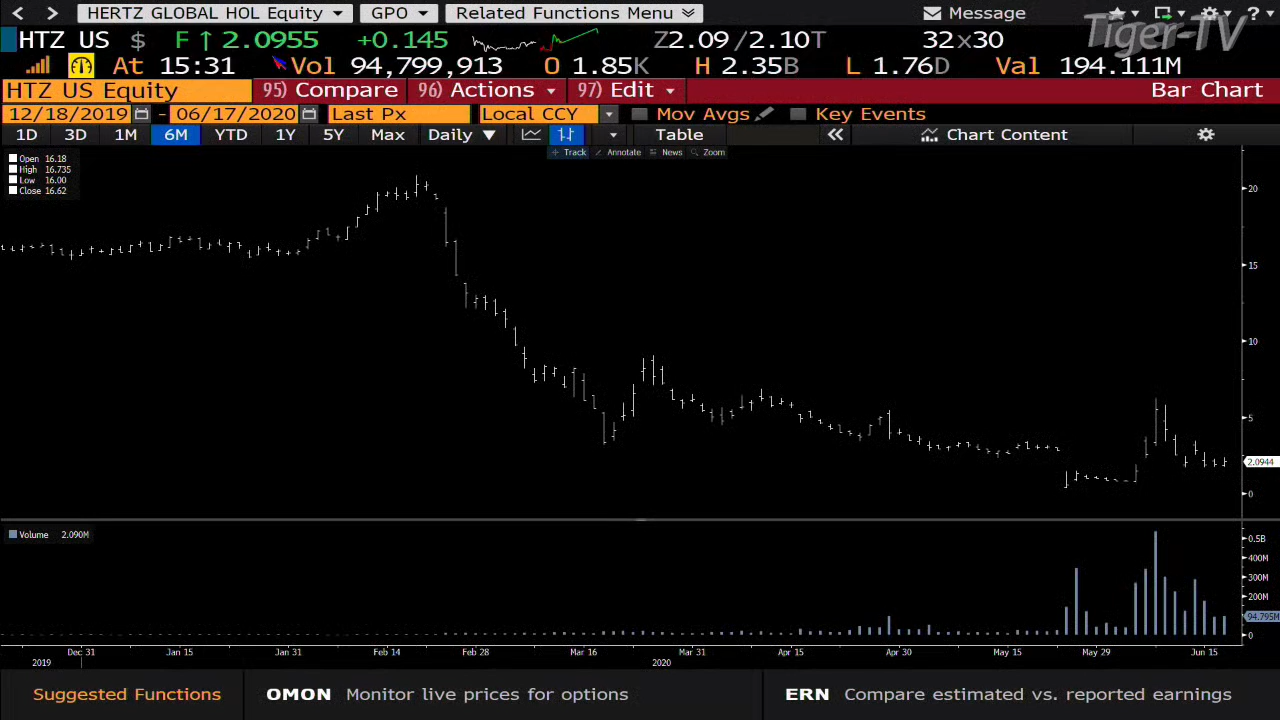 HERTZ GLOBAL HOL Equity GPO Related Functions Menu Message ?
Tiger-TV
HTZ US $ F ↑ 2.0955 +0.145 Z2.09/2.10T 32×30
At 15:31 Vol 94,799,913 O 1.85K H 2.35B L 1.76D Val 194.111M
HTZ US Equity 95) Compare 96) Actions 97) Edit Bar Chart
12/18/2019 - 06/17/2020 Last Px Local CCY Mov Avgs Key Events
1D 3D 1M 6M YTD 1Y 5Y Max Daily ▼ Table « Chart Content
+ Track Annotate News Zoom
Open 16.18
High 16.735
Low 16.00
Close 16.62
20
15
10
5
2.0944
0
Volume 2.090M
0.5B
400M
300M
200M
94.795M
0
Dec 31 Jan 15 Jan 31 Feb 14 Feb 28 Mar 16 Mar 31 Apr 15 Apr 30 May 15 May 29 Jun 15
2019 2020
Suggested Functions OMON Monitor live prices for options ERN Compare estimated vs. reported earnings